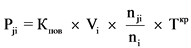 Pji = Kпов × Vi × nji / ni × Tкр